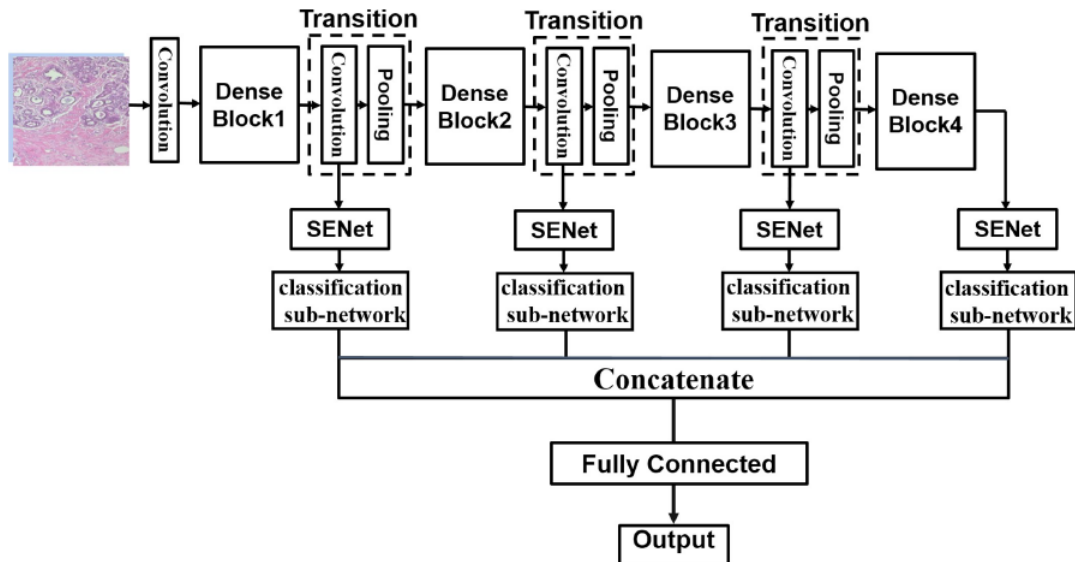 Transition
Transition
Transition
Convolution
Dense
Block1
Convolution
Pooling
Dense
Block2
Convolution
Pooling
Dense
Block3
Convolution
Pooling
Dense
Block4
SENet
SENet
SENet
SENet
classification
sub-network
classification
sub-network
classification
sub-network
classification
sub-network
Concatenate
Fully Connected
Output